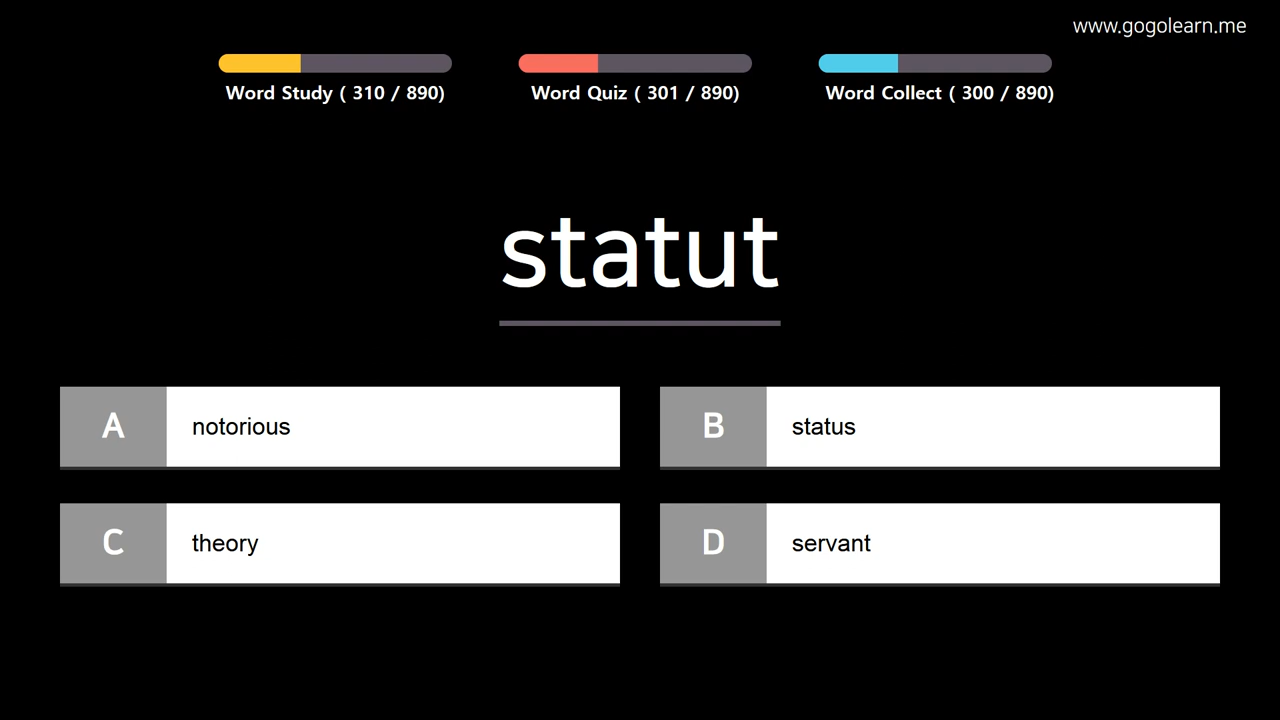 www.gogolearn.me
Word Study ( 310 / 890)
Word Quiz ( 301 / 890)
Word Collect ( 300 / 890)
statut
A notorious
B status
C theory
D servant